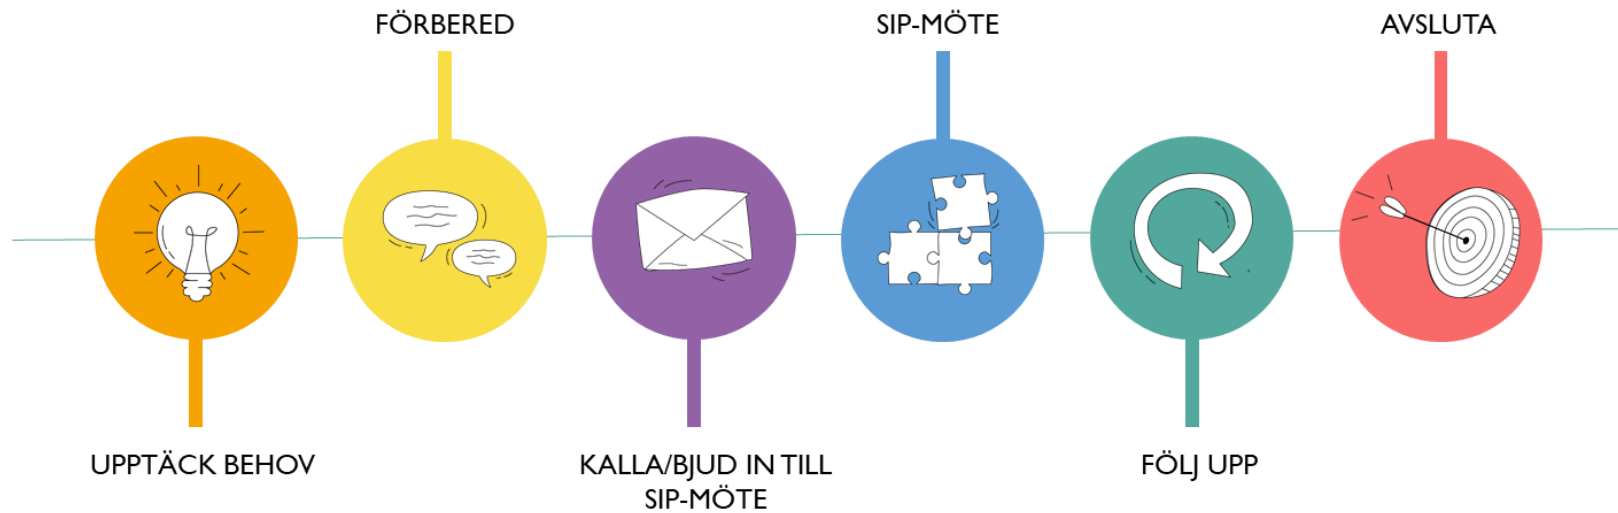 UPPTÄCK BEHOV
FÖRBERED
KALLA/BJUD IN TILL
SIP-MÖTE
SIP-MÖTE
FÖLJ UPP
AVSLUTA